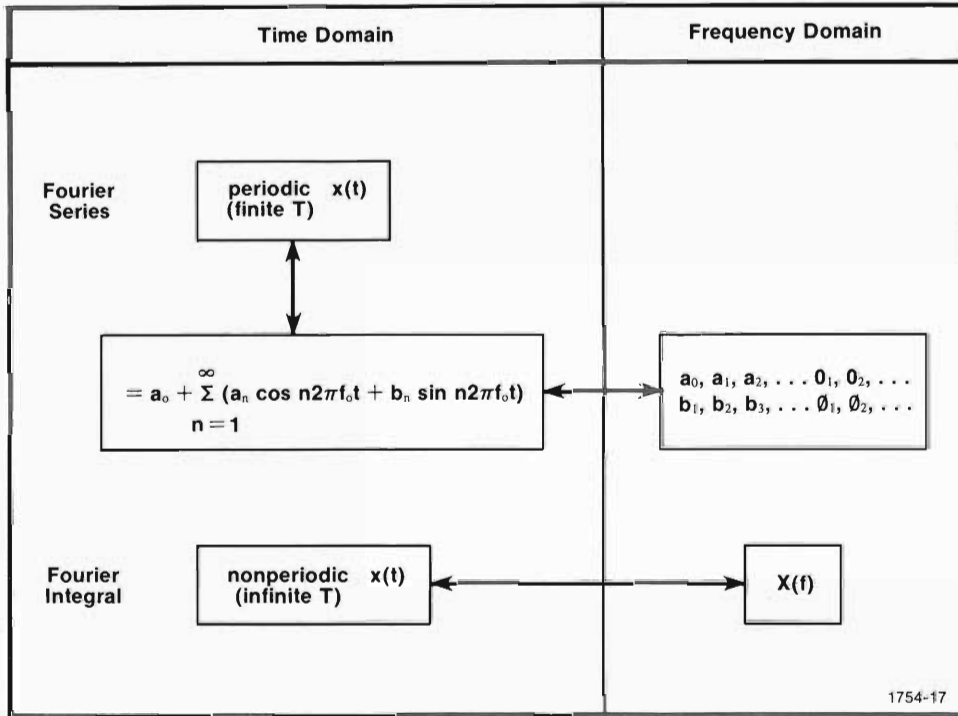 Time Domain
Frequency Domain
Fourier
Series
periodic x(t)
(finite T)
∞
= aₒ + Σ (aₙ cos n2πfₒt + bₙ sin n2πfₒt)
n = 1
a₀, a₁, a₂, . . . 0₁, 0₂, . . .
b₁, b₂, b₃, . . . Ø₁, Ø₂, . . .
Fourier
Integral
nonperiodic x(t)
(infinite T)
X(f)
1754-17